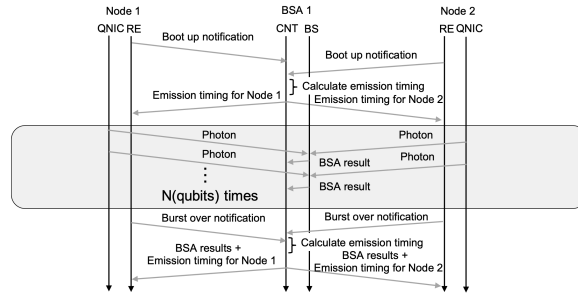 Node 1
BSA 1
Node 2
QNIC RE
CNT BS
RE QNIC
Boot up notification
Boot up notification
Calculate emission timing
Emission timing for Node 1
Emission timing for Node 2
Photon
Photon
Photon
Photon
BSA result
BSA result
N(qubits) times
Burst over notification
Burst over notification
Calculate emission timing
BSA results +
Emission timing for Node 1
BSA results +
Emission timing for Node 2